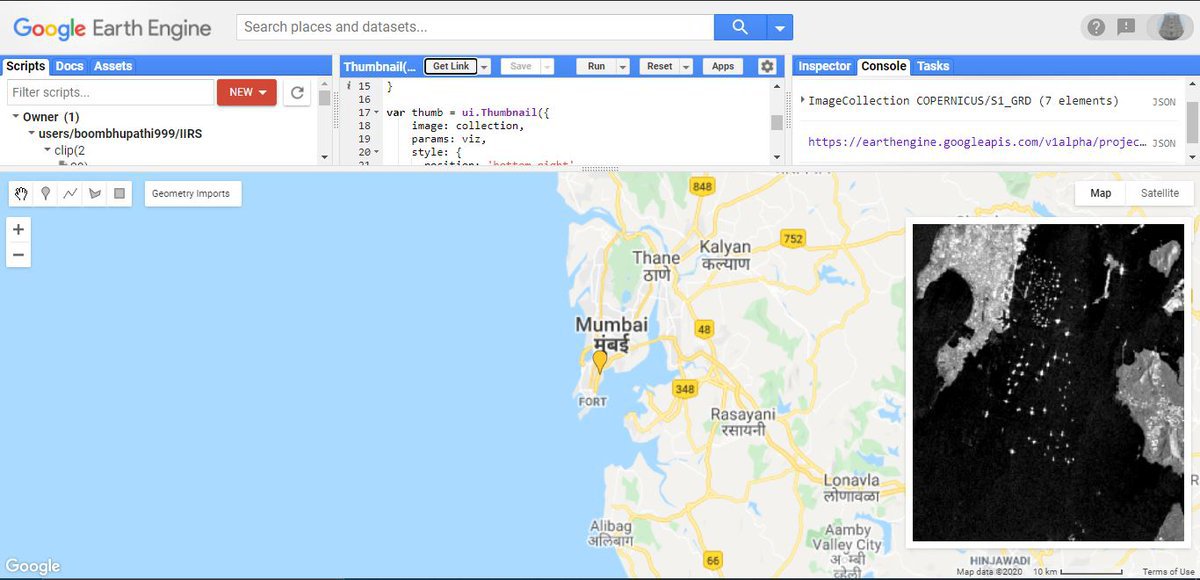 Google Earth Engine
Search places and datasets...
Scripts Docs Assets
Filter scripts...
NEW
Owner (1)
users/boombhupathi999/IIRS
clip(2
Thumbnail(...
Get Link
Save
Run
Reset
Apps
i 15 }
16
17 var thumb = ui.Thumbnail({
18 image: collection,
19 params: viz,
20 style: {
Inspector Console Tasks
ImageCollection COPERNICUS/S1_GRD (7 elements) JSON
https://earthengine.googleapis.com/v1alpha/projec... JSON
Geometry Imports
Map Satellite
+
−
848
752
Kalyan
कल्याण
Thane
ठाणे
Mumbai
मुंबई
48
FORT
348
Rasayani
रसायनी
Lonavla
लोणावळा
Alibag
अलिबाग
Aamby
Valley City
66
HINJAWADI
Google
Map data ©2020
10 km
Terms of Use